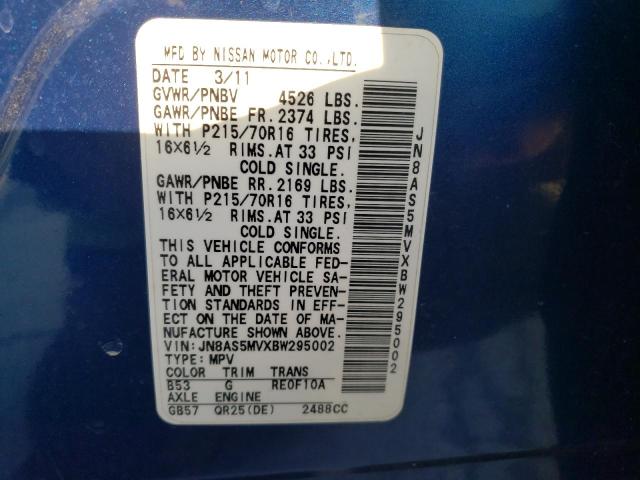 MFD BY NISSAN MOTOR CO.,LTD.
DATE 3/11
GVWR/PNBV 4526 LBS.
GAWR/PNBE FR. 2374 LBS.
WITH P215/70R16 TIRES,
16X6½ RIMS. AT 33 PSI
COLD SINGLE.
GAWR/PNBE RR. 2169 LBS.
WITH P215/70R16 TIRES,
16X6½ RIMS. AT 33 PSI
COLD SINGLE.
THIS VEHICLE CONFORMS
TO ALL APPLICABLE FED-
ERAL MOTOR VEHICLE SA-
FETY AND THEFT PREVEN-
TION STANDARDS IN EFF-
ECT ON THE DATE OF MA-
NUFACTURE SHOWN ABOVE.
VIN: JN8AS5MVXBW295002
TYPE: MPV
COLOR TRIM TRANS
B53 G RE0F10A
AXLE ENGINE
GB57 QR25(DE) 2488CC
JN8AS5MVXBW295002